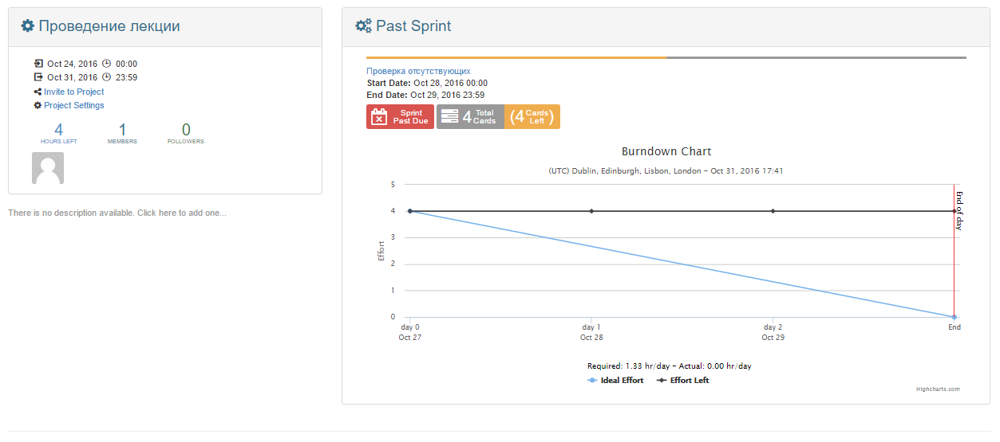 Проведение лекции
Oct 24, 2016 00:00
Oct 31, 2016 23:59
Invite to Project
Project Settings
4 1 0
HOURS LEFT MEMBERS FOLLOWERS
There is no description available. Click here to add one...
Past Sprint
Проверка отсутствующих
Start Date: Oct 28, 2016 00:00
End Date: Oct 29, 2016 23:59
Sprint Past Due
4 Total Cards
(4 Cards Left)
Burndown Chart
(UTC) Dublin, Edinburgh, Lisbon, London - Oct 31, 2016 17:41
Effort
5
4
3
2
1
0
End of day
day 0 day 1 day 2 End
Oct 27 Oct 28 Oct 29
Required: 1.33 hr/day - Actual: 0.00 hr/day
Ideal Effort Effort Left
Highcharts.com